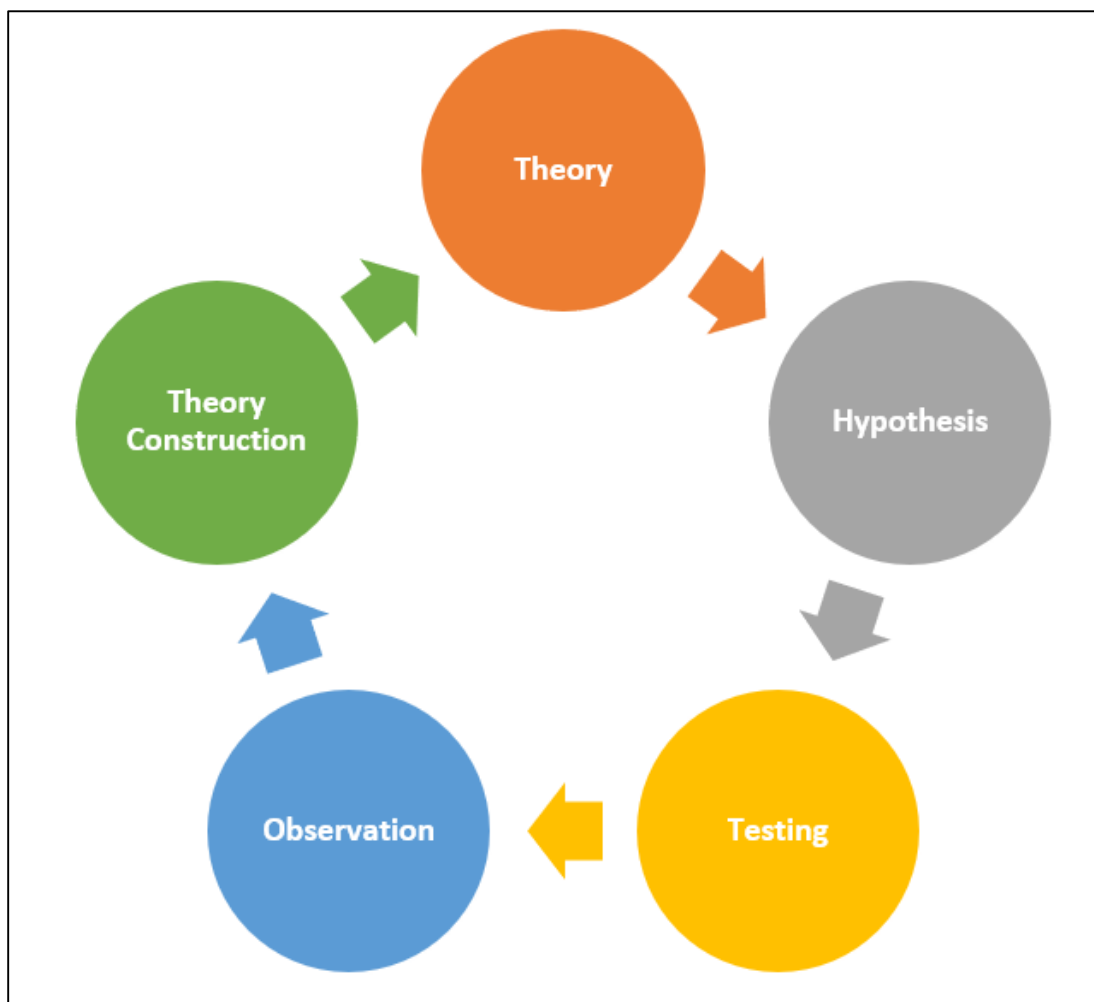 Theory
Hypothesis
Testing
Observation
Theory
Construction